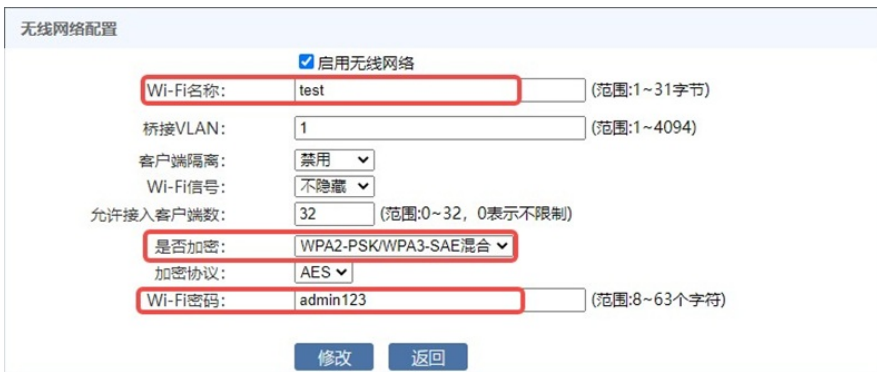 无线网络配置
启用无线网络
Wi-Fi名称: test (范围:1~31字节)
桥接VLAN: 1 (范围:1~4094)
客户端隔离: 禁用
Wi-Fi信号: 不隐藏
允许接入客户端数: 32 (范围:0~32, 0表示不限制)
是否加密: WPA2-PSK/WPA3-SAE混合
加密协议: AES
Wi-Fi密码: admin123 (范围:8~63个字符)
修改 返回